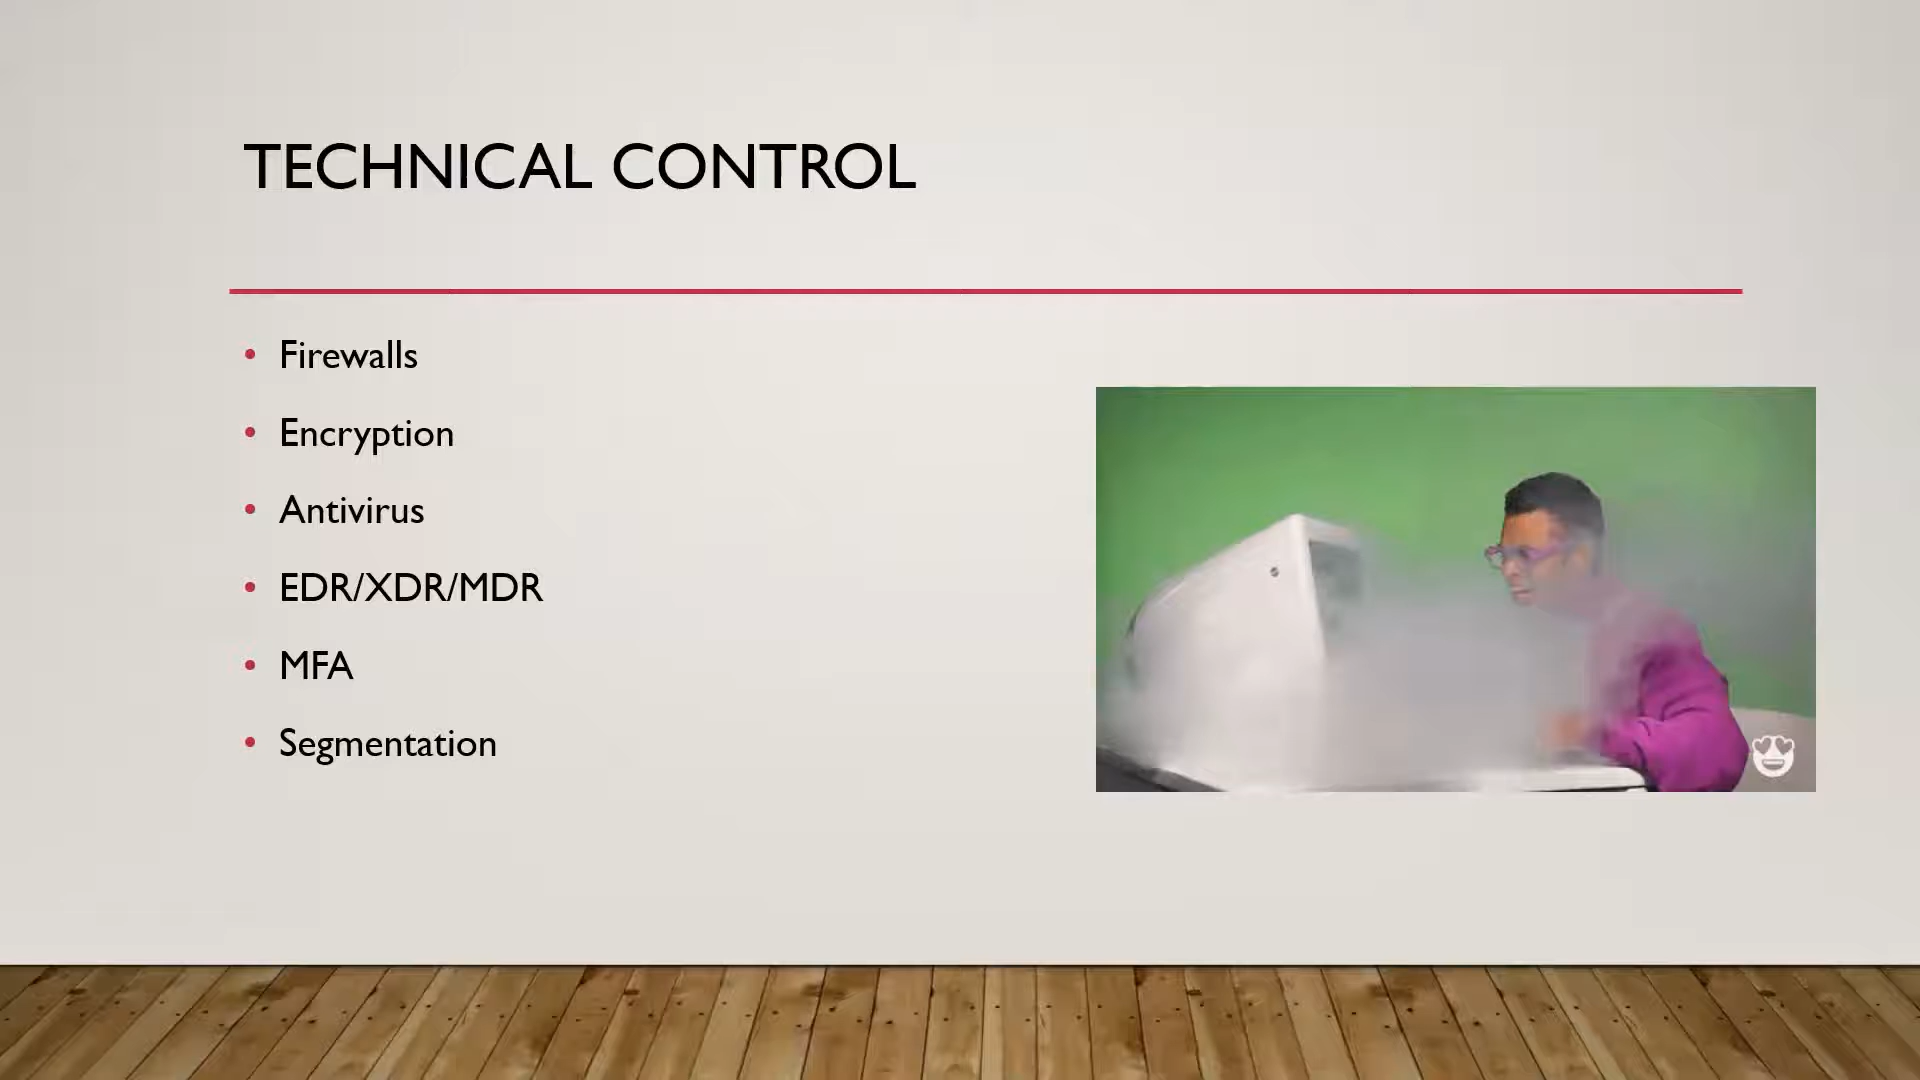 TECHNICAL CONTROL
• Firewalls
• Encryption
• Antivirus
• EDR/XDR/MDR
• MFA
• Segmentation